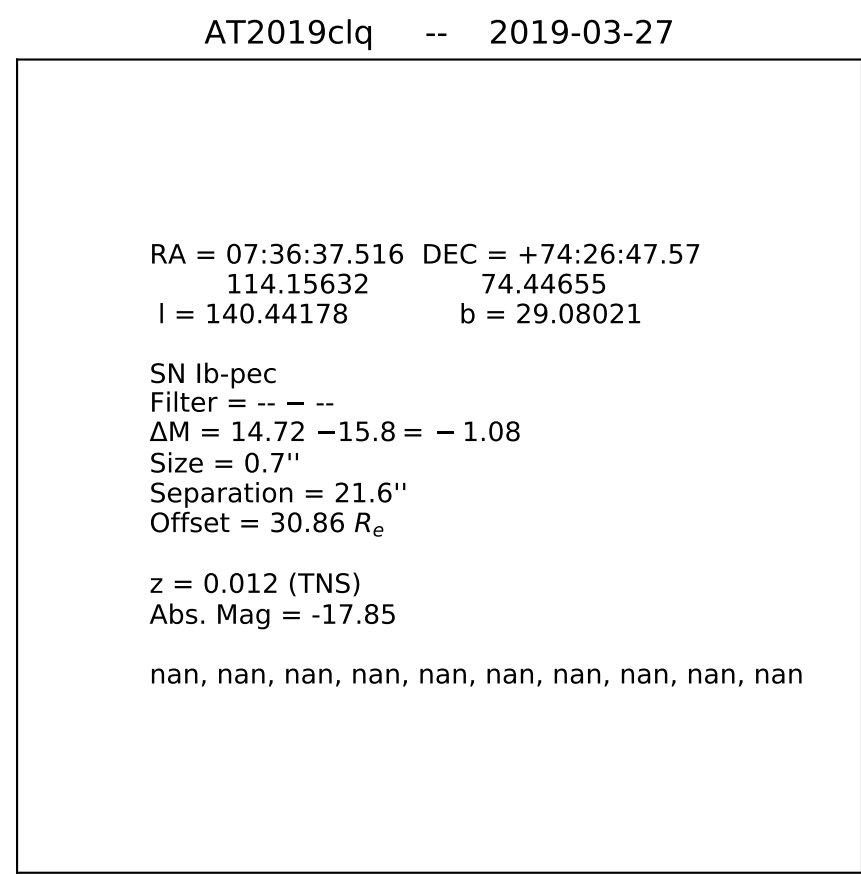 AT2019clq -- 2019-03-27
RA = 07:36:37.516 DEC = +74:26:47.57
114.15632 74.44655
l = 140.44178 b = 29.08021
SN Ib-pec
Filter = -- − --
ΔM = 14.72 −15.8 = − 1.08
Size = 0.7''
Separation = 21.6''
Offset = 30.86 Re
z = 0.012 (TNS)
Abs. Mag = -17.85
nan, nan, nan, nan, nan, nan, nan, nan, nan, nan